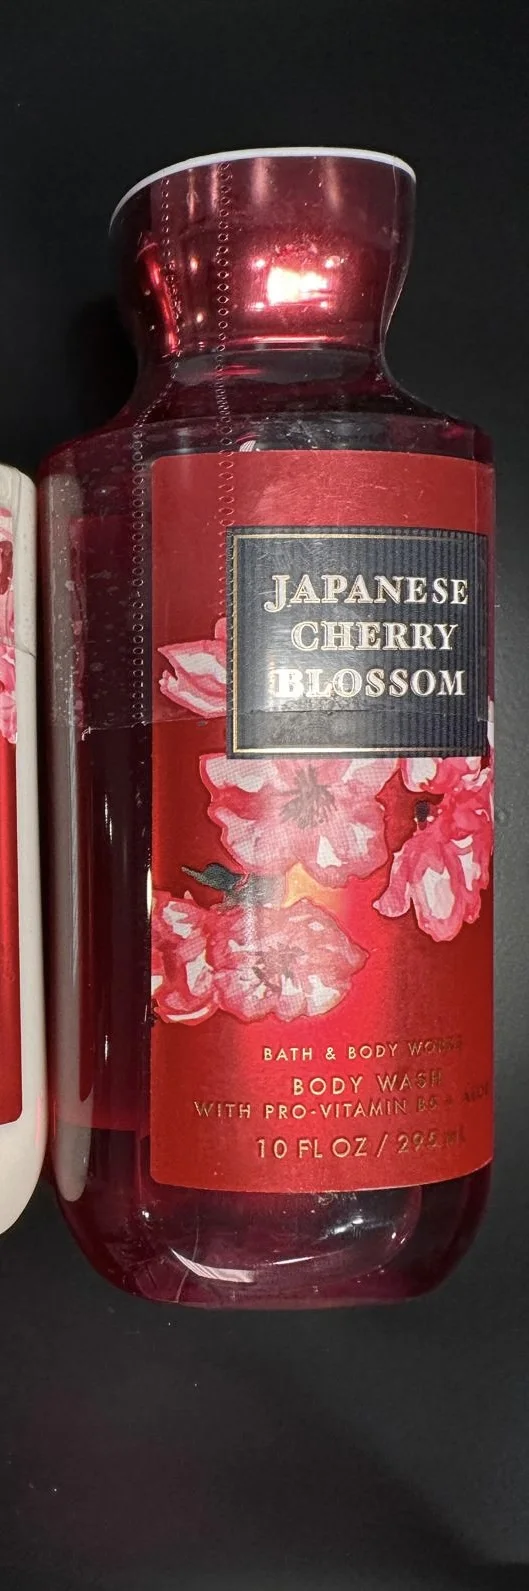 JAPANESE
CHERRY
BLOSSOM
BATH & BODY WORKS
BODY WASH
WITH PRO-VITAMIN B5 + ALOE
10 FL OZ / 295 mL